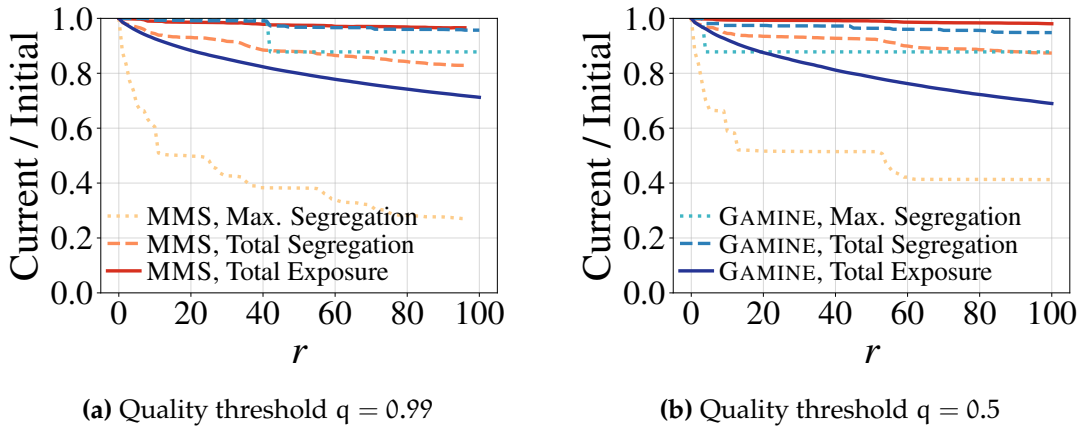 Current / Initial
1.0
0.8
0.6
0.4
0.2
0.0
MMS, Max. Segregation
MMS, Total Segregation
MMS, Total Exposure
0 20 40 60 80 100
r
(a) Quality threshold q = 0.99
Current / Initial
1.0
0.8
0.6
0.4
0.2
0.0
GAMINE, Max. Segregation
GAMINE, Total Segregation
GAMINE, Total Exposure
0 20 40 60 80 100
r
(b) Quality threshold q = 0.5